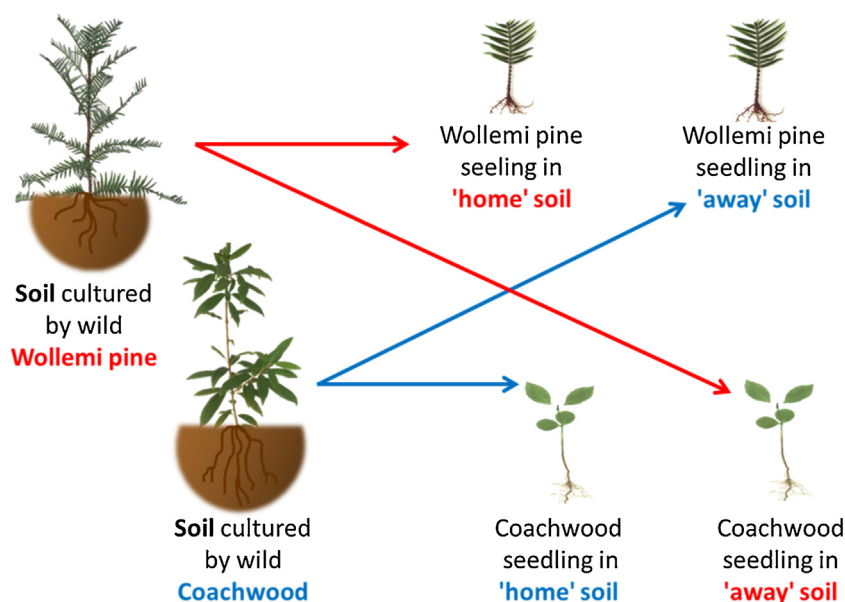 Wollemi pine
seeling in
'home' soil
Wollemi pine
seedling in
'away' soil
Soil cultured
by wild
Wollemi pine
Soil cultured
by wild
Coachwood
Coachwood
seedling in
'home' soil
Coachwood
seedling in
'away' soil